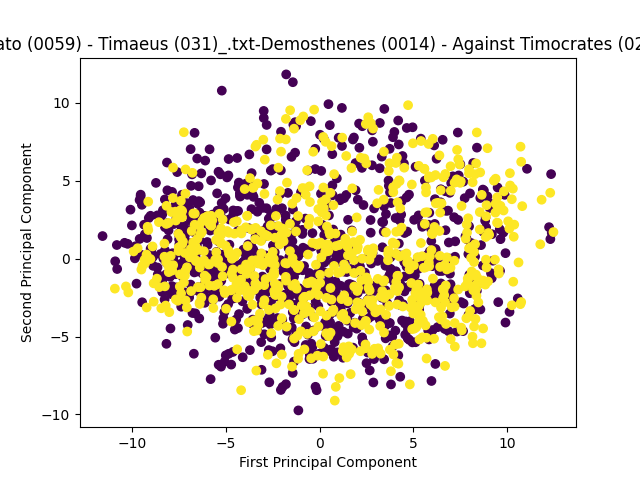 ato (0059) - Timaeus (031)_.txt-Demosthenes (0014) - Against Timocrates (02
10
5
0
−5
−10
Second Principal Component
−10 −5 0 5 10
First Principal Component